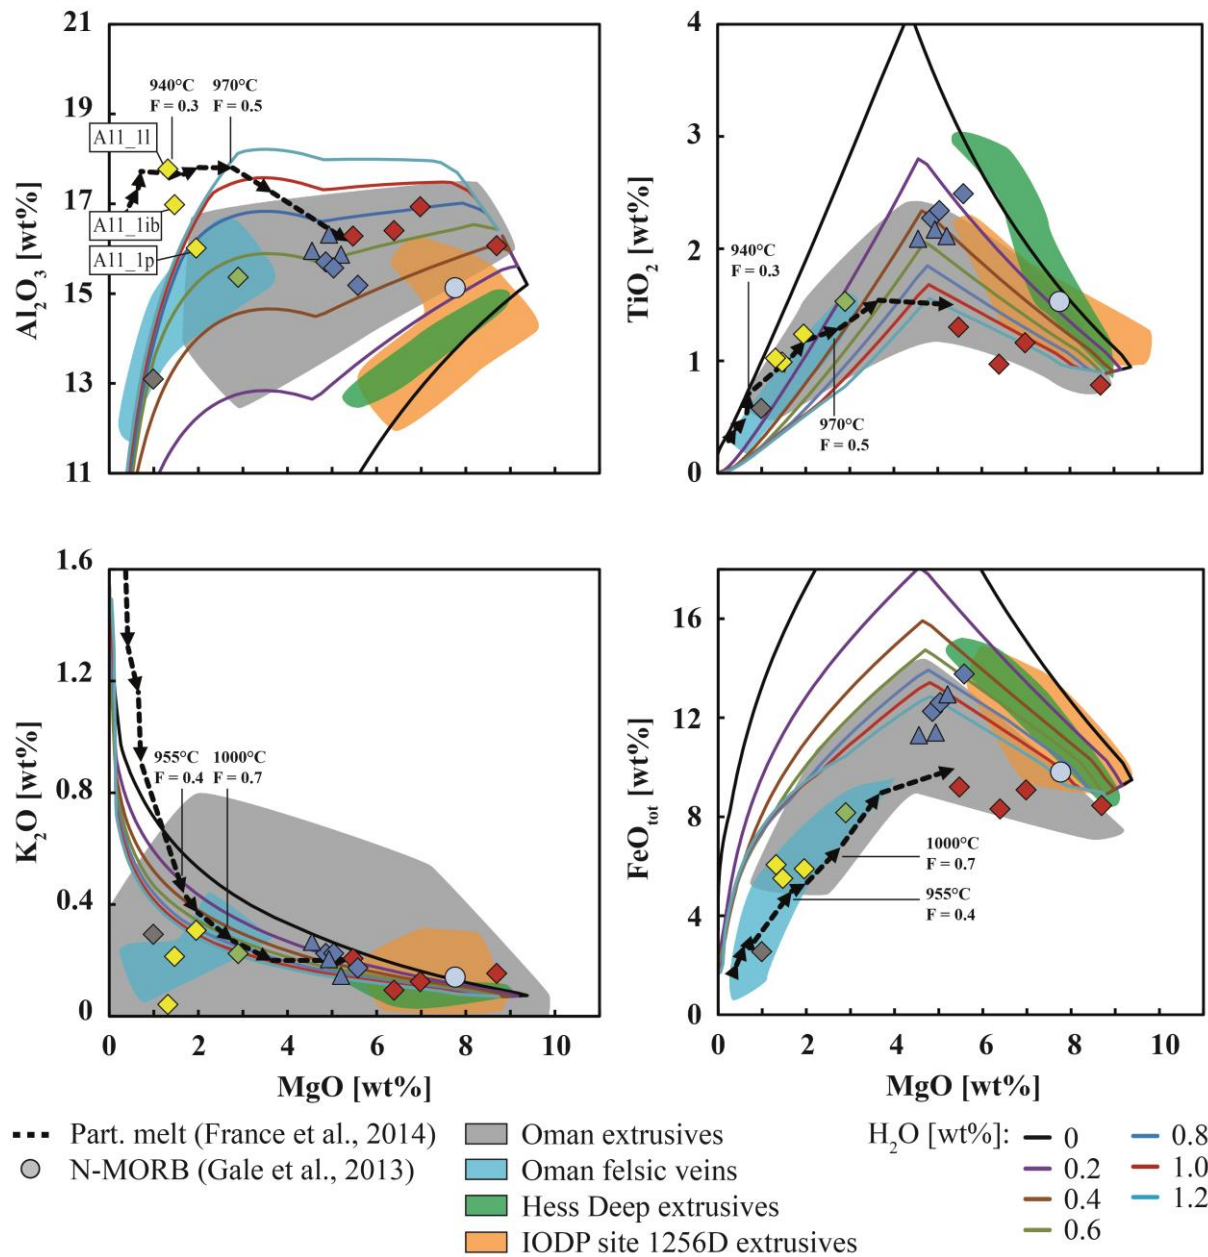 21
19
17
15
13
11
Al2O3 [wt%]
940°C
F = 0.3
970°C
F = 0.5
A11_1l
A11_1ib
A11_1p
4
3
2
1
0
TiO2 [wt%]
940°C
F = 0.3
970°C
F = 0.5
1.6
1.2
0.8
0.4
0
K2O [wt%]
955°C
F = 0.4
1000°C
F = 0.7
0 2 4 6 8 10
MgO [wt%]
16
12
8
4
0
FeOtot [wt%]
1000°C
F = 0.7
955°C
F = 0.4
0 2 4 6 8 10
MgO [wt%]
Part. melt (France et al., 2014)
N-MORB (Gale et al., 2013)
Oman extrusives
Oman felsic veins
Hess Deep extrusives
IODP site 1256D extrusives
H2O [wt%]:
0
0.2
0.4
0.6
0.8
1.0
1.2